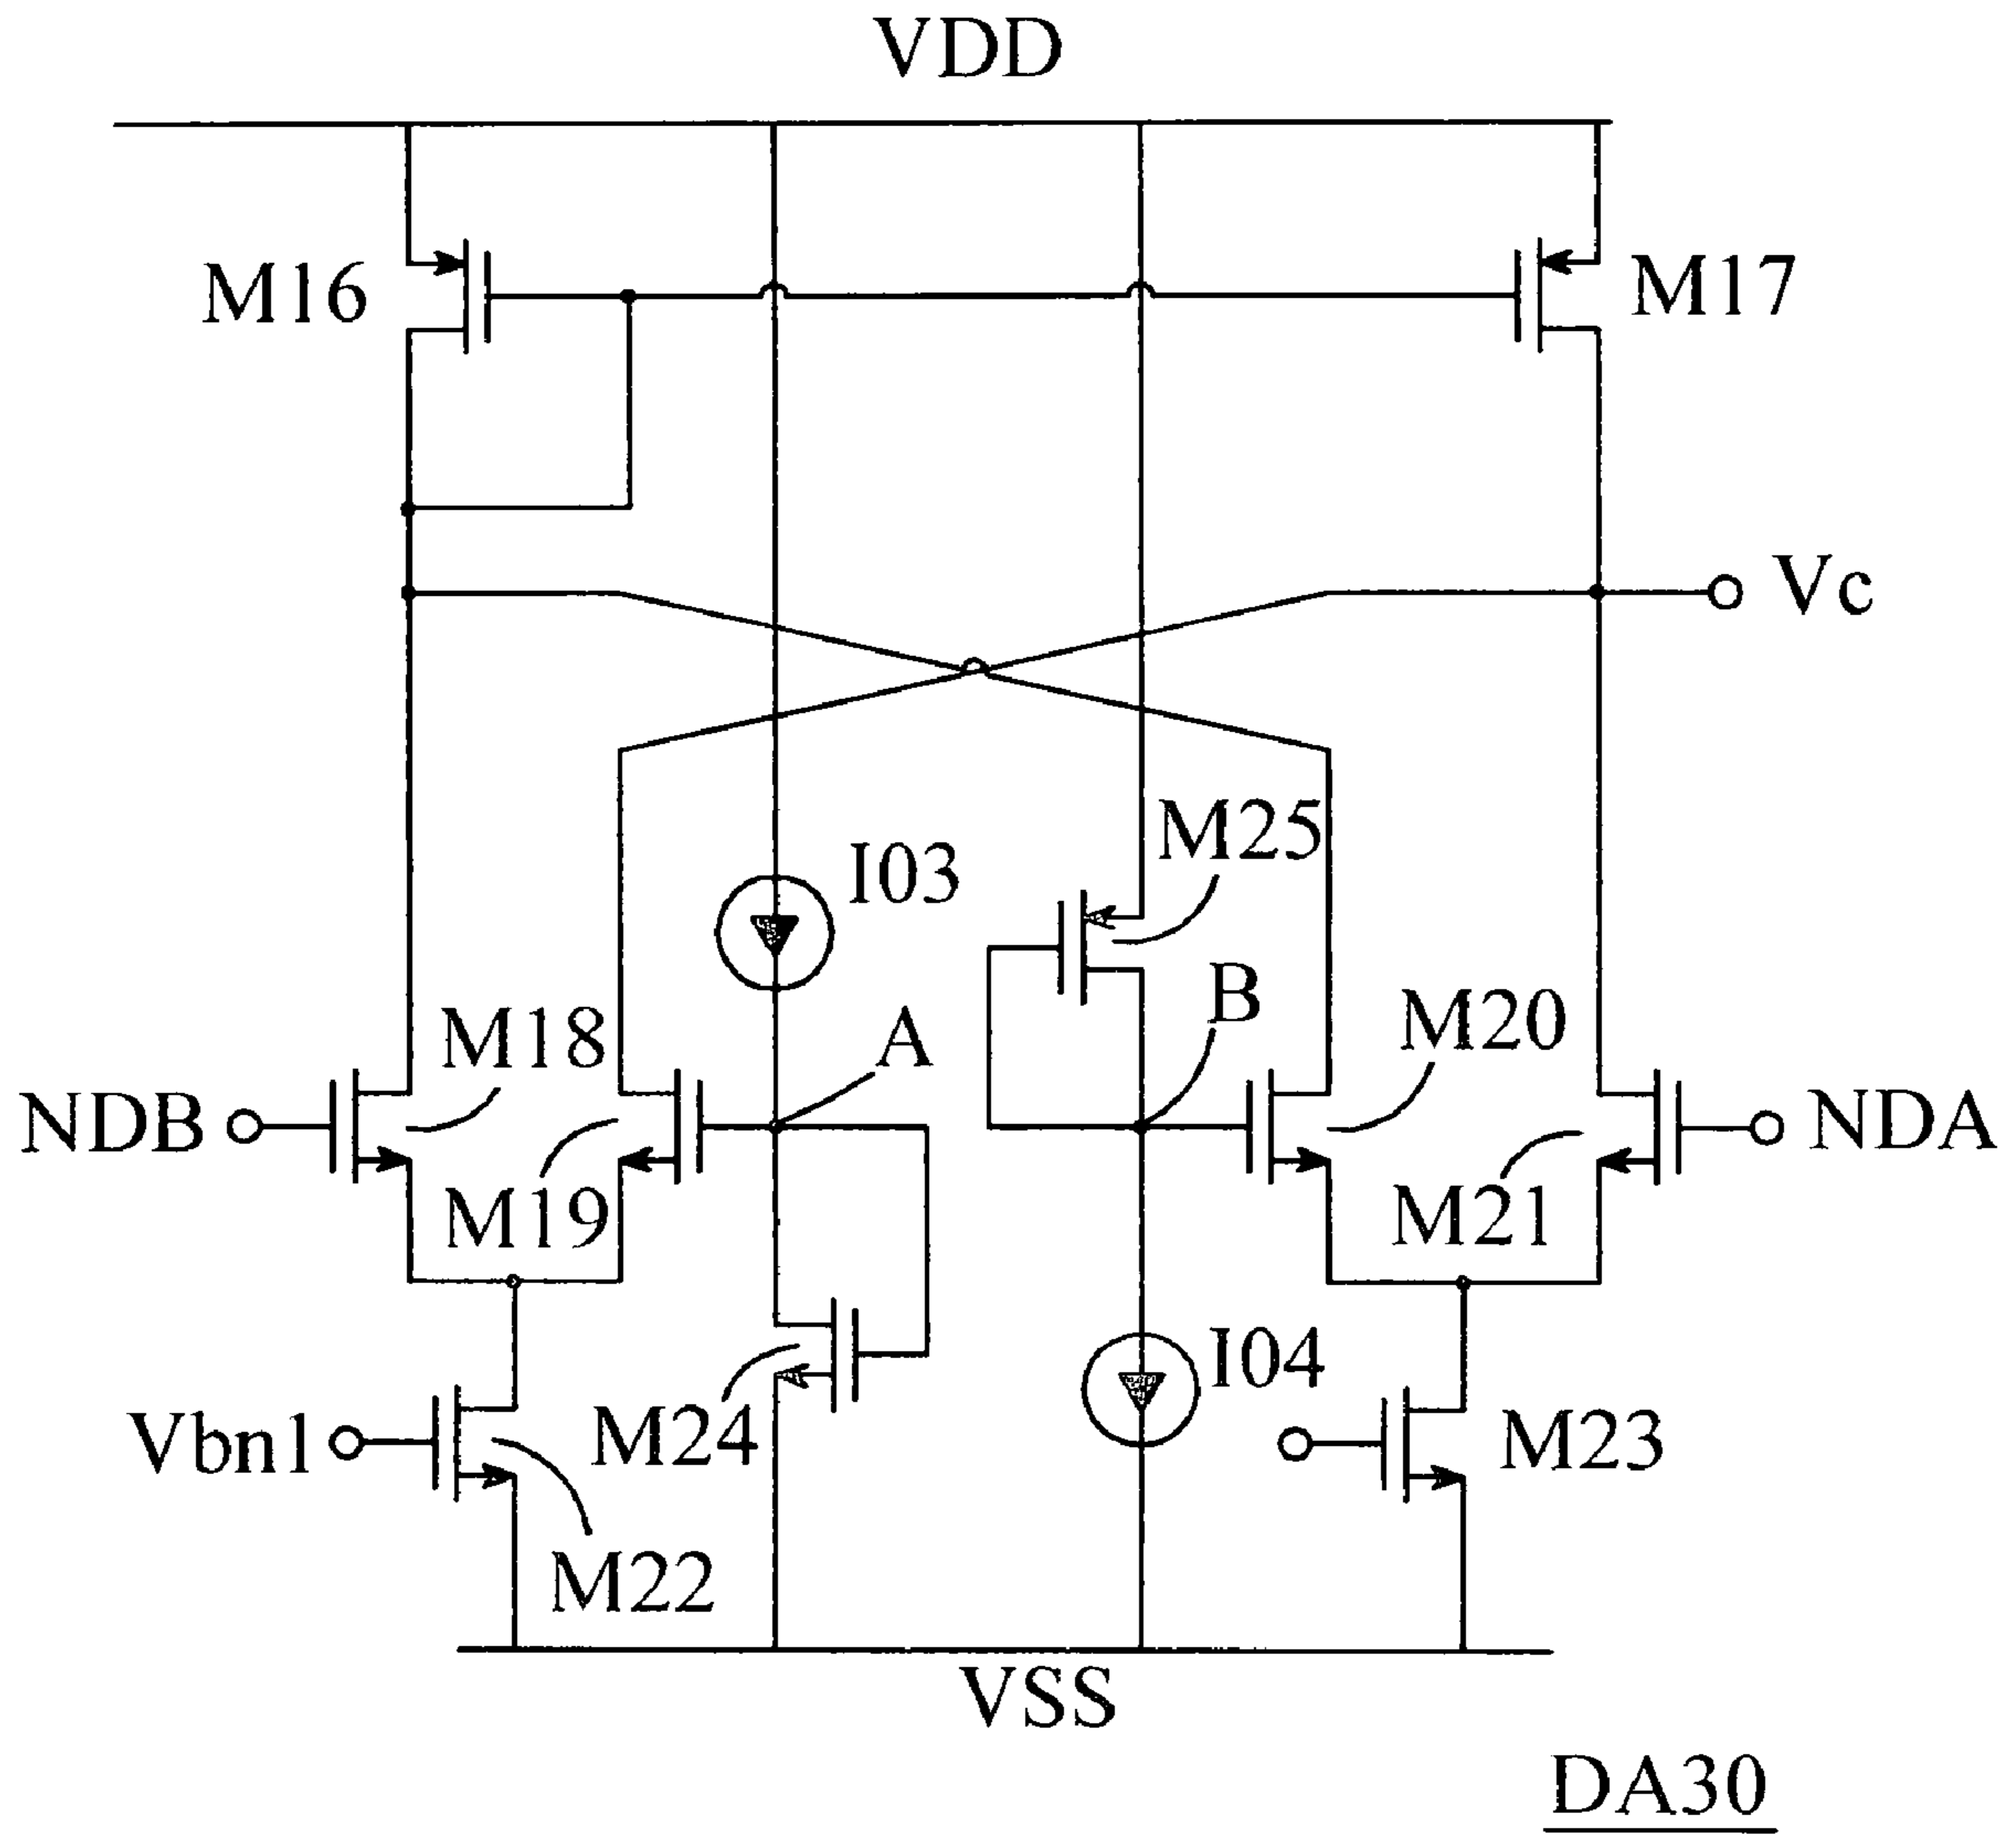 VDD
M16
M17
Vc
M25
I03
B
A
M18
M20
NDB
NDA
M19
M21
I04
M24
Vbn1
M23
M22
VSS
DA30